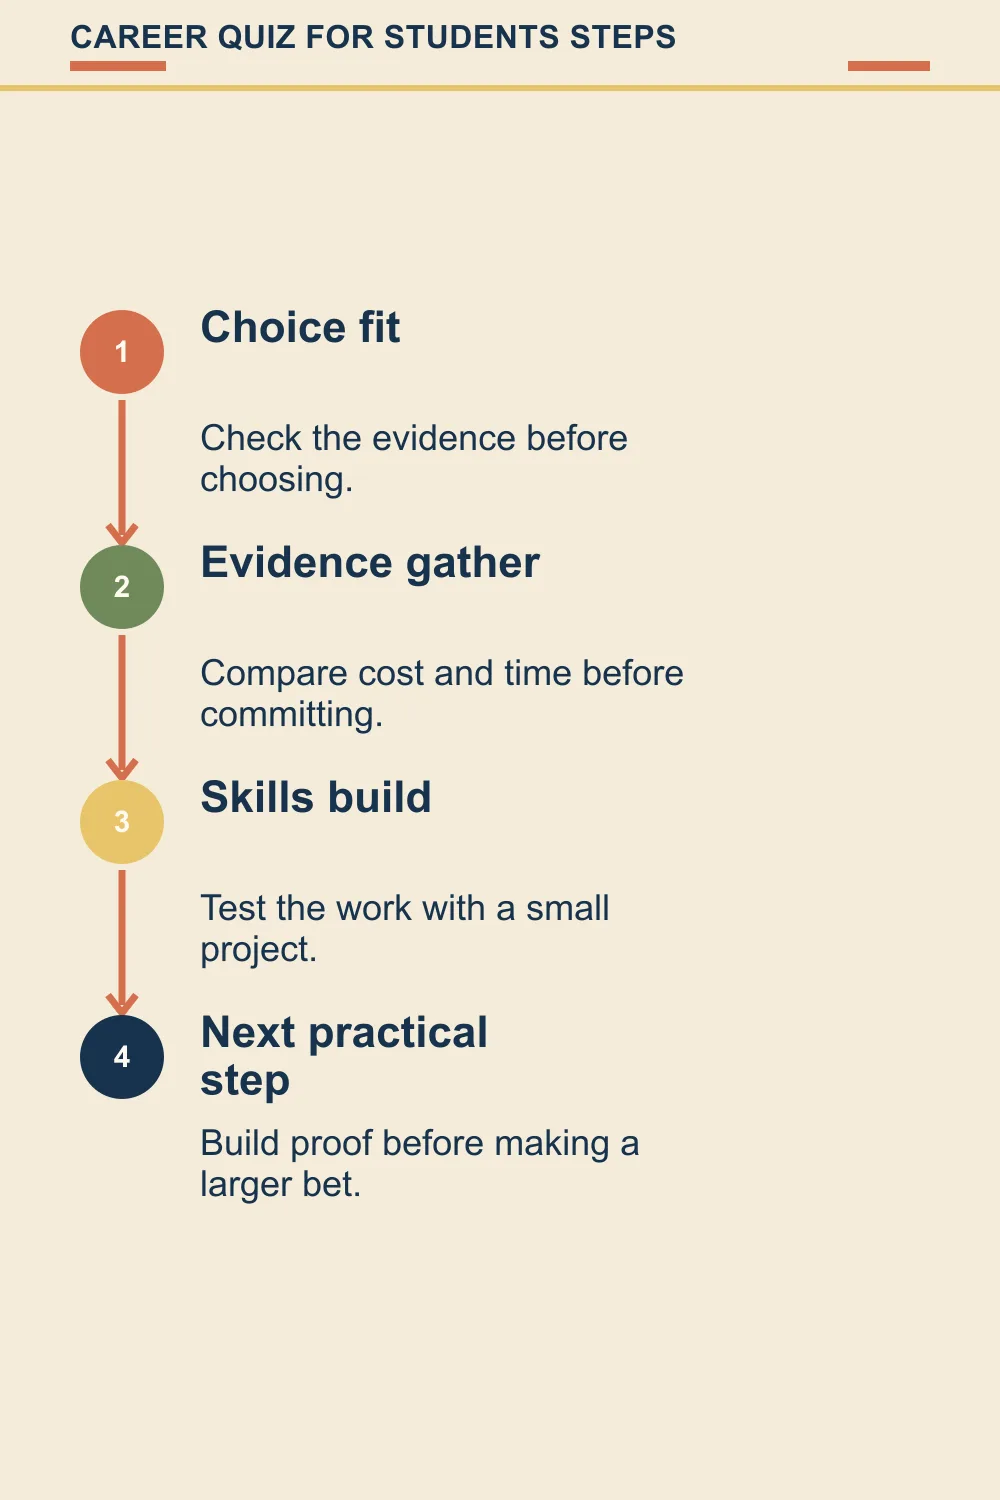 CAREER QUIZ FOR STUDENTS STEPS
1
Choice fit
Check the evidence before
choosing.
2
Evidence gather
Compare cost and time before
committing.
3
Skills build
Test the work with a small
project.
4
Next practical
step
Build proof before making a
larger bet.